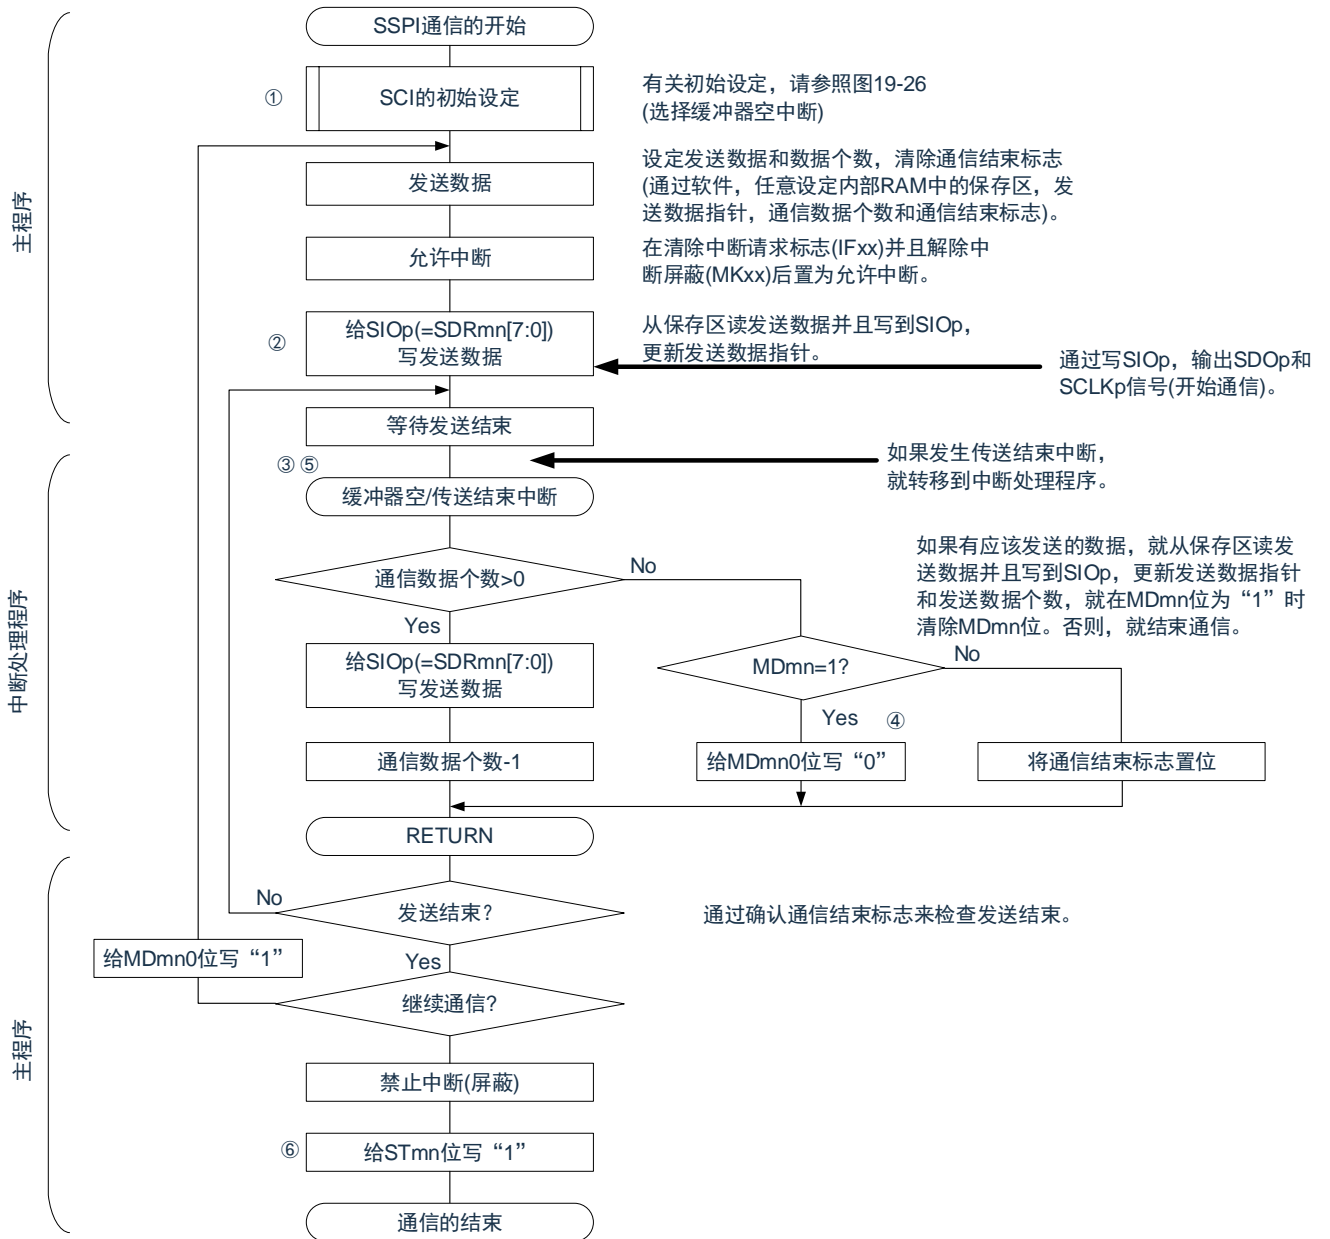 SSPI通信的开始
主程序
①
SCI的初始设定
有关初始设定，请参照图19-26
(选择缓冲器空中断)
发送数据
设定发送数据和数据个数，清除通信结束标志
(通过软件，任意设定内部RAM中的保存区，发
送数据指针，通信数据个数和通信结束标志)。
允许中断
在清除中断请求标志(IFxx)并且解除中
断屏蔽(MKxx)后置为允许中断。
②
给SIOp(=SDRmn[7:0])
写发送数据
从保存区读发送数据并且写到SIOp，
更新发送数据指针。
通过写SIOp，输出SDOp和
SCLKp信号(开始通信)。
等待发送结束
③ ⑤
如果发生传送结束中断，
就转移到中断处理程序。
中断处理程序
缓冲器空/传送结束中断
通信数据个数>0
No
Yes
如果有应该发送的数据，就从保存区读发
送数据并且写到SIOp，更新发送数据指针
和发送数据个数，就在MDmn位为“1”时
清除MDmn位。否则，就结束通信。
给SIOp(=SDRmn[7:0])
写发送数据
MDmn=1?
No
Yes
④
通信数据个数-1
给MDmn0位写“0”
将通信结束标志置位
RETURN
主程序
No
发送结束?
通过确认通信结束标志来检查发送结束。
给MDmn0位写“1”
Yes
继续通信?
禁止中断(屏蔽)
⑥
给STmn位写“1”
通信的结束